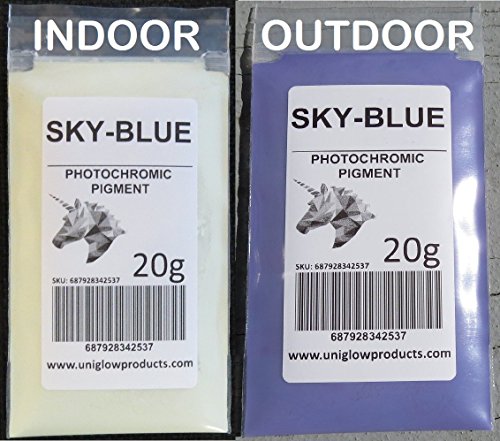 INDOOR
SKY-BLUE
PHOTOCHROMIC
PIGMENT
20g
SKU: 687928342537
687928342537
www.uniglowproducts.com
OUTDOOR
SKY-BLUE
PHOTOCHROMIC
PIGMENT
20g
SKU: 687928342537
687928342537
www.uniglowproducts.com